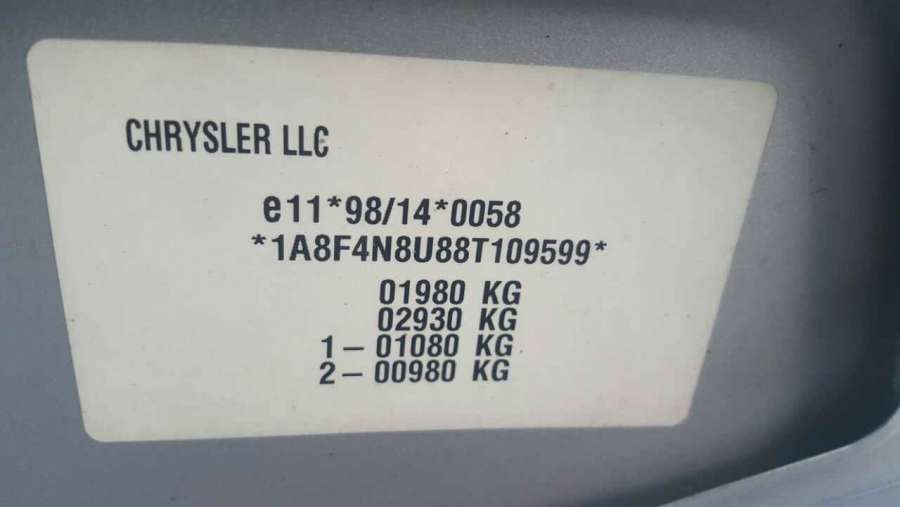 CHRYSLER LLC
e11*98/14*0058
*1A8F4N8U88T109599*
01980 KG
02930 KG
1 – 01080 KG
2 – 00980 KG